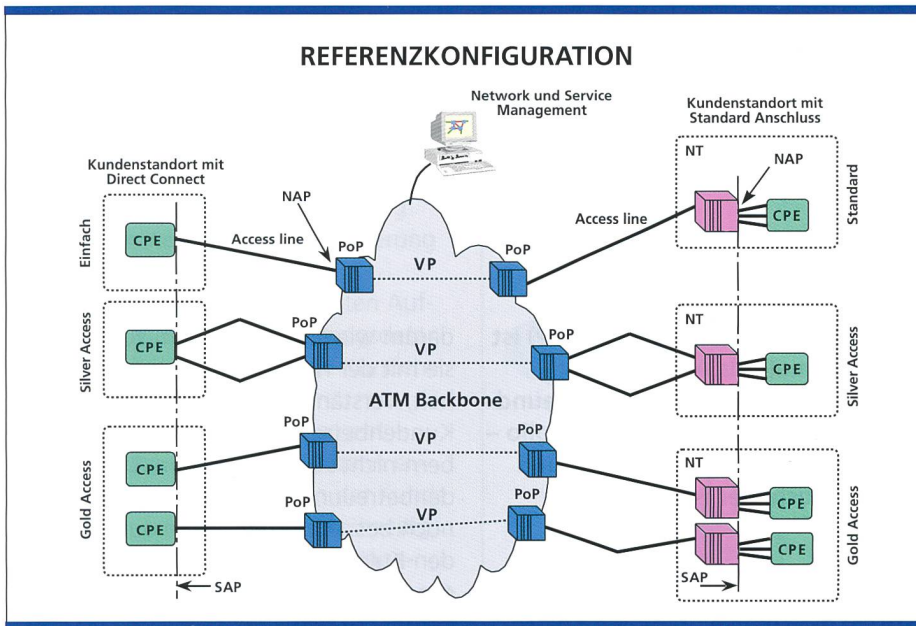 REFERENZKONFIGURATION
Network und Service
Management
Kundenstandort mit
Standard Anschluss
Kundenstandort mit
Direct Connect
NT
NAP
CPE
Standard
Einfach
CPE
NAP
Access line
PoP
VP
PoP
Access line
Silver Access
CPE
PoP
VP
PoP
NT
CPE
Silver Access
ATM Backbone
Gold Access
CPE
PoP
VP
PoP
NT
CPE
Gold Access
CPE
PoP
VP
PoP
CPE
SAP
SAP